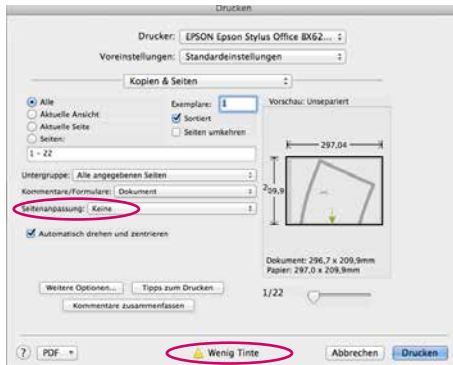 Drucken
Drucker: EPSON Epson Stylus Office BX62...
Voreinstellungen: Standardeinstellungen
Kopien & Seiten
Alle
Aktuelle Ansicht
Aktuelle Seite
Seiten:
1 - 22
Exemplare: 1
Sortiert
Seiten umkehren
Untergruppe: Alle angegebenen Seiten
Kommentare/Formulare: Dokument
Seitenanpassung: Keine
Automatisch drehen und zentrieren
Vorschau: Unsepariert
297,04
209,9
Dokument: 296,7 x 209,9mm
Papier: 297,0 x 209,9mm
1/22
Weitere Optionen... Tipps zum Drucken
Kommentare zusammenfassen
? PDF Wenig Tinte Abbrechen Drucken